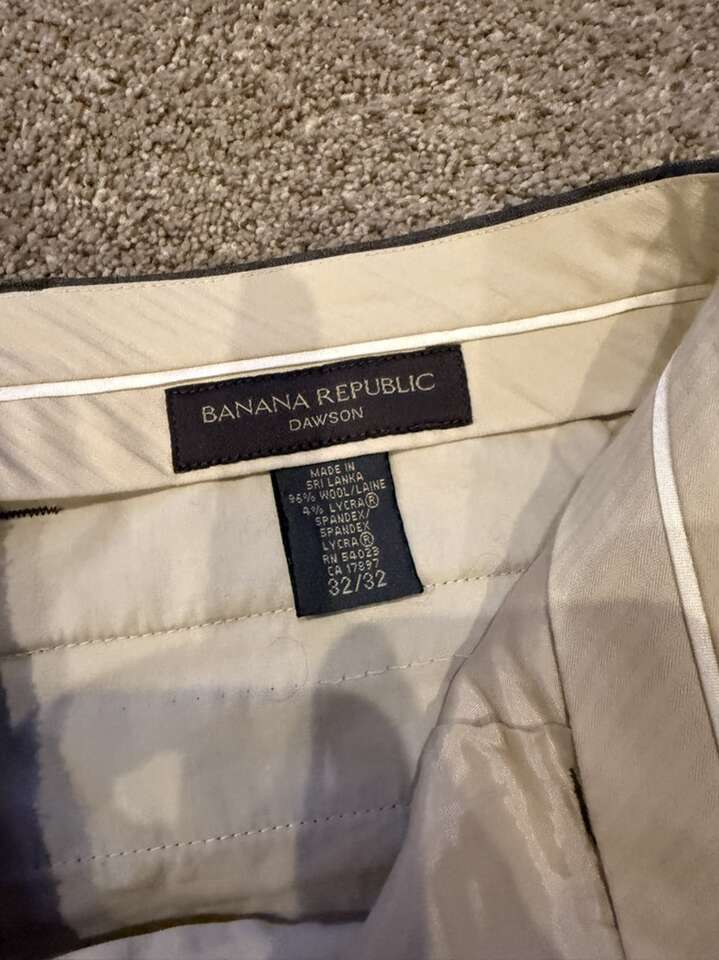 BANANA REPUBLIC
DAWSON
MADE IN
SRI LANKA
96% WOOL/LAINE
4% LYCRA®
SPANDEX/
SPANDEX
LYCRA®
RN 54023
CA 17897
32/32